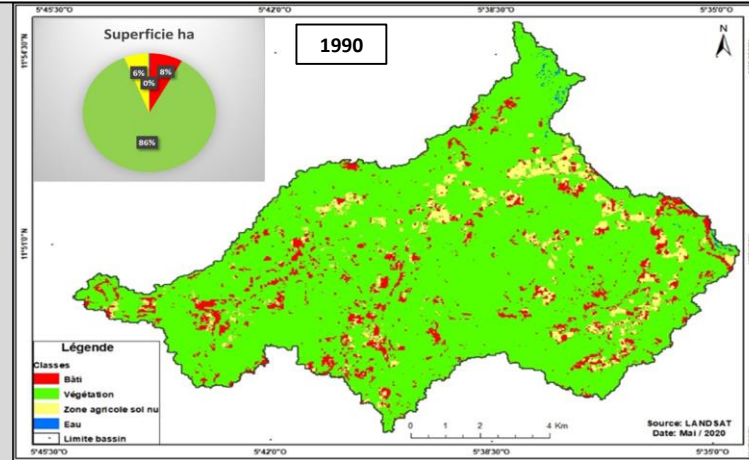 5°45'30"O 5°42'0"O 5°38'30"O 5°35'0"O
11°54'30"N
Superficie ha
6%
8%
0%
86%
1990
N
11°51'0"N
Légende
Classes
Bâti
Végétation
Zone agricole sol nu
Eau
Limite bassin
0 1 2 4 Km
Source: LANDSAT
Date: Mai / 2020
5°45'30"O 5°42'0"O 5°38'30"O 5°35'0"O